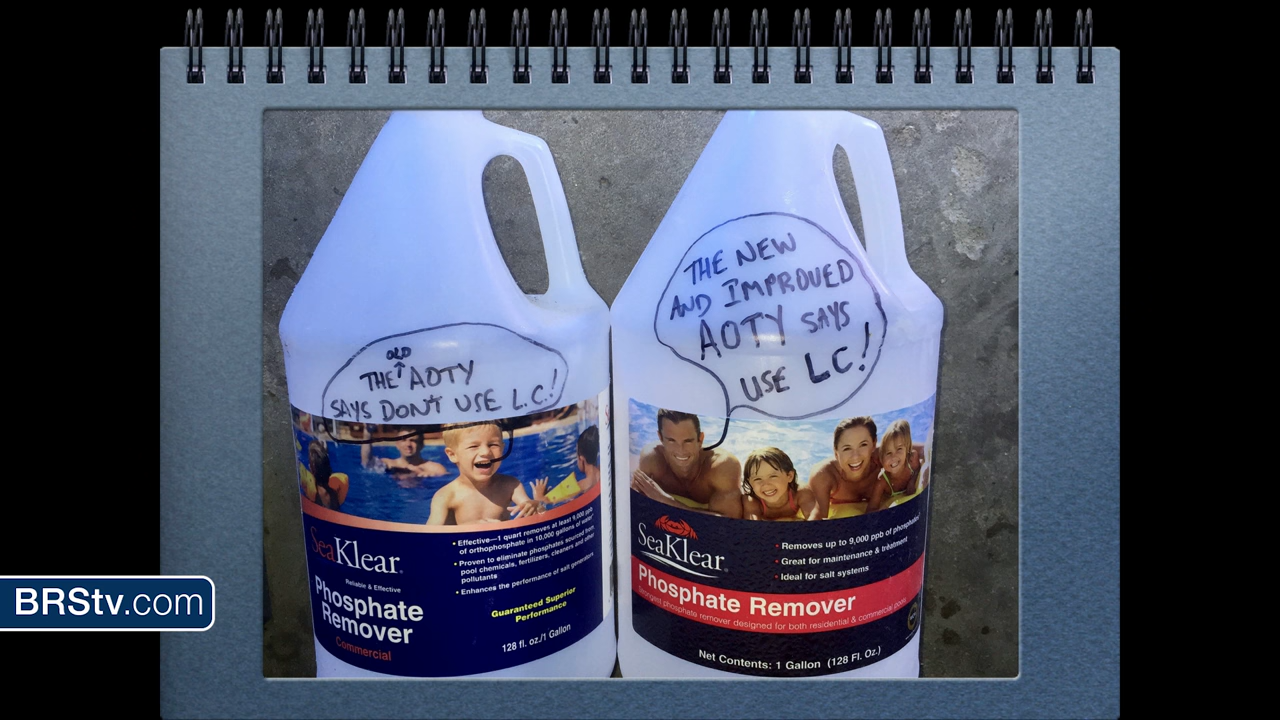 OLD
THE ↑ AOTY
SAYS DON'T USE L.C.!
SeaKlear
Reliable & Effective
Phosphate
Remover
Commercial
• Effective—1 quart removes at least 9,000 ppb
of orthophosphate in 10,000 gallons of water
• Proven to eliminate phosphates sourced from
pool chemicals, fertilizers, cleaners and other
pollutants
• Enhances the performance of salt generators
Guaranteed Superior
Performance
128 fl. oz./1 Gallon
THE NEW
AND IMPROVED
AOTY SAYS
USE L.C.!
SeaKlear
• Removes up to 9,000 ppb of phosphates
• Great for maintenance & treatment
• Ideal for salt systems
Phosphate Remover
Strongest phosphate remover designed for both residential & commercial pools
Net Contents: 1 Gallon (128 Fl. Oz.)
BRStv.com